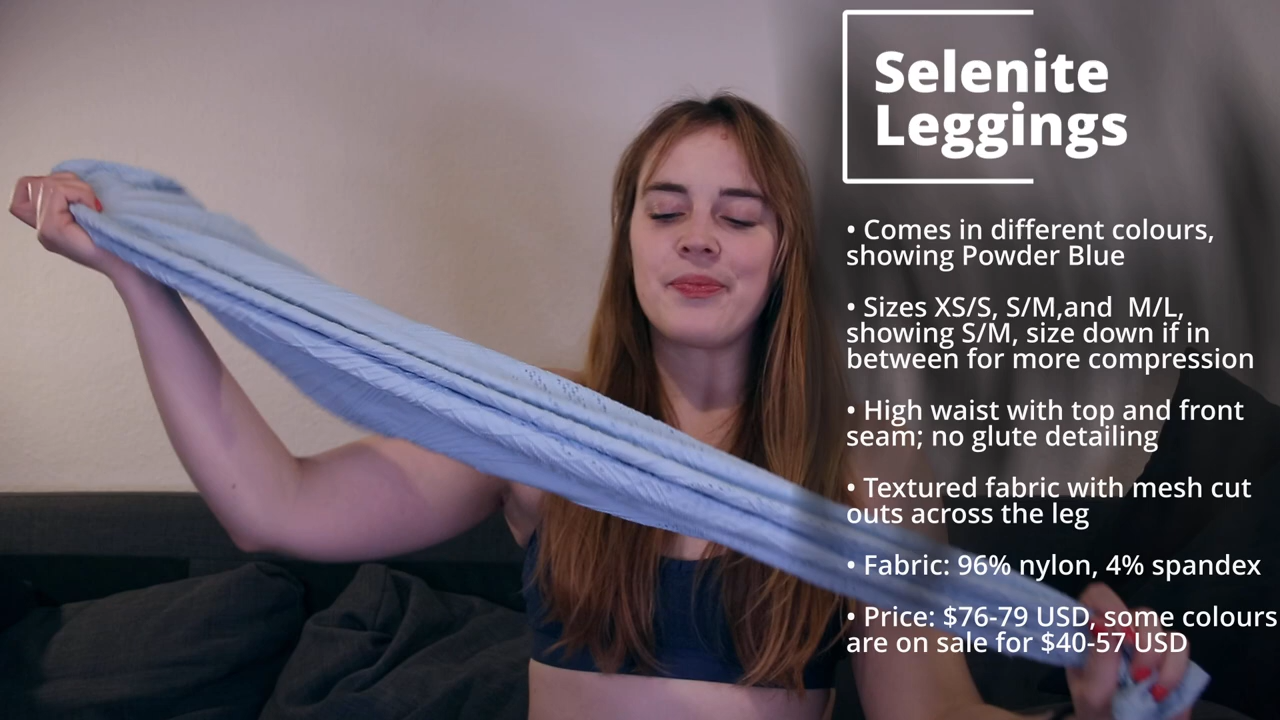 Selenite
Leggings
• Comes in different colours,
showing Powder Blue
• Sizes XS/S, S/M,and  M/L,
showing S/M, size down if in
between for more compression
• High waist with top and front
seam; no glute detailing
• Textured fabric with mesh cut
outs across the leg
• Fabric: 96% nylon, 4% spandex
• Price: $76-79 USD, some colours
are on sale for $40-57 USD